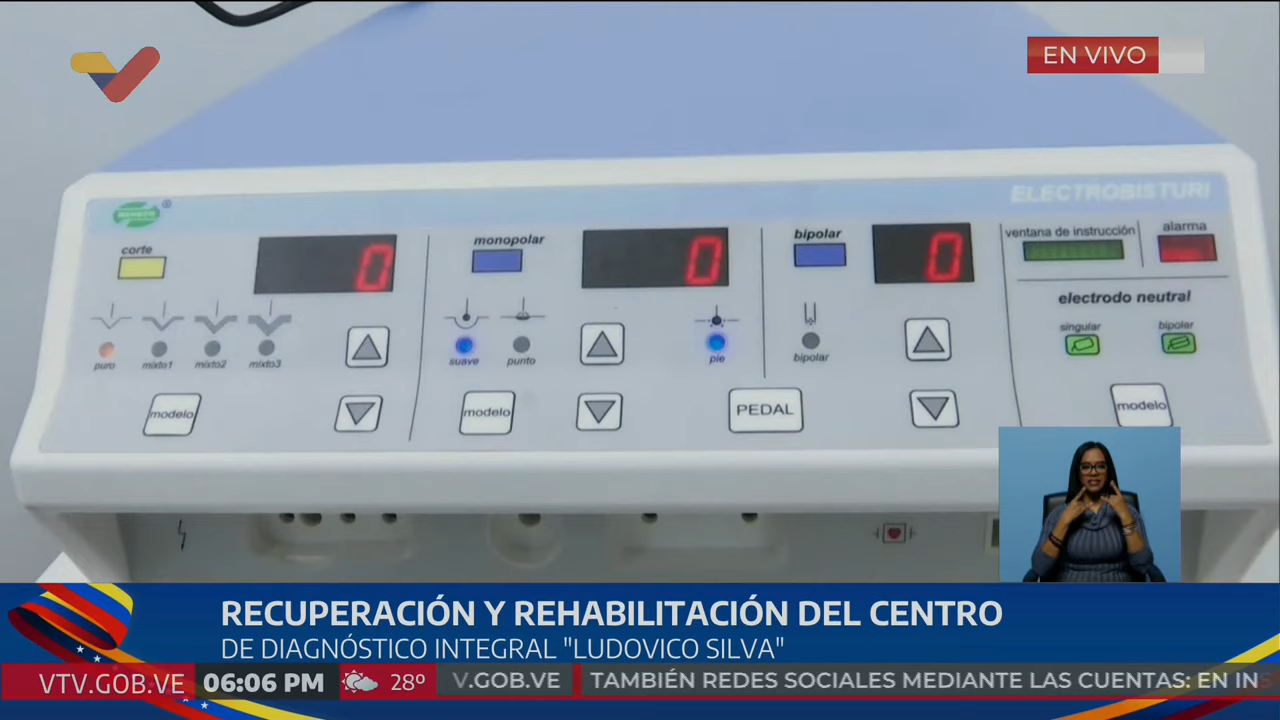 EN VIVO
ELECTROBISTURI
corte
monopolar
bipolar
ventana de instrucción
alarma
0
0
0
electrodo neutral
singular
bipolar
puro
mixto1
mixto2
mixto3
suave
punto
pie
bipolar
modelo
modelo
PEDAL
modelo
RECUPERACIÓN Y REHABILITACIÓN DEL CENTRO
DE DIAGNÓSTICO INTEGRAL "LUDOVICO SILVA"
VTV.GOB.VE 06:06 PM 28º V.GOB.VE TAMBIÉN REDES SOCIALES MEDIANTE LAS CUENTAS: EN IN